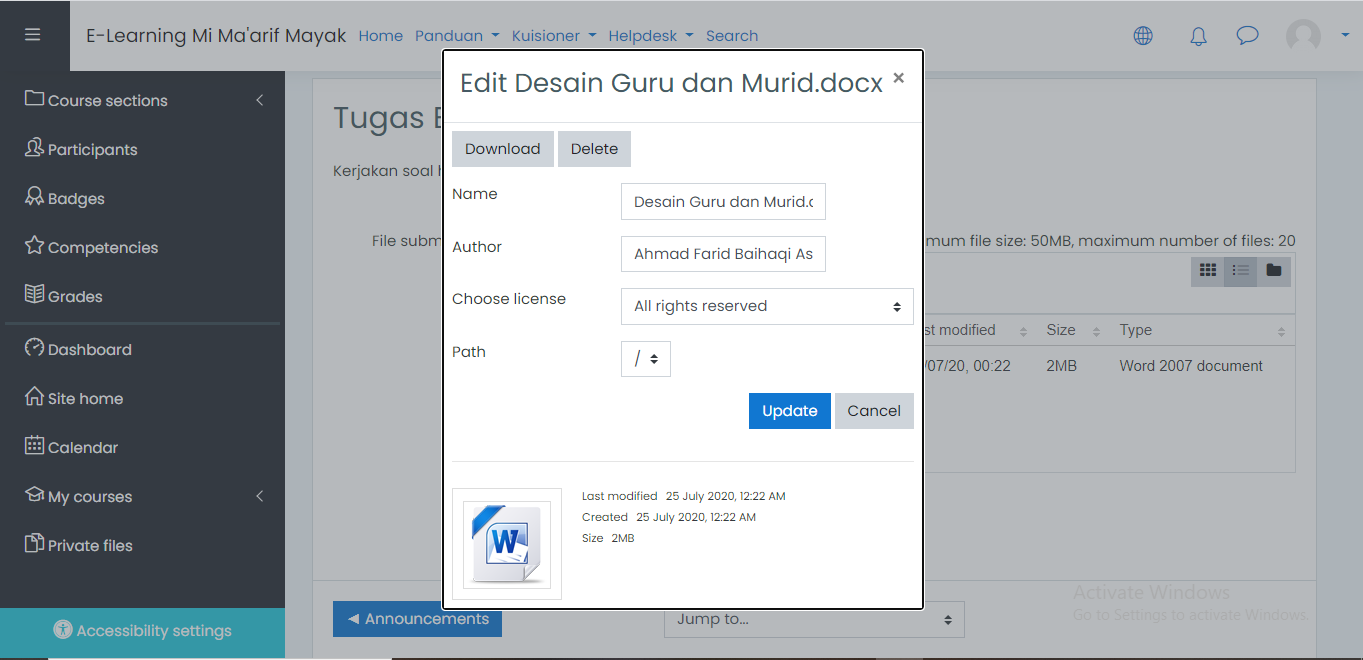 E-Learning Mi Ma'arif Mayak Home Panduan Kuisioner Helpdesk Search
Course sections
Participants
Badges
Competencies
Grades
Dashboard
Site home
Calendar
My courses
Private files
Accessibility settings
Tugas
Kerjakan soal
File subm
mum file size: 50MB, maximum number of files: 20
st modified Size Type
/07/20, 00:22 2MB Word 2007 document
Edit Desain Guru dan Murid.docx ×
Download Delete
Name Desain Guru dan Murid.c
Author Ahmad Farid Baihaqi As
Choose license All rights reserved
Path /
Update Cancel
Last modified 25 July 2020, 12:22 AM
Created 25 July 2020, 12:22 AM
Size 2MB
W
◄ Announcements Jump to...
Activate Windows
Go to Settings to activate Windows.